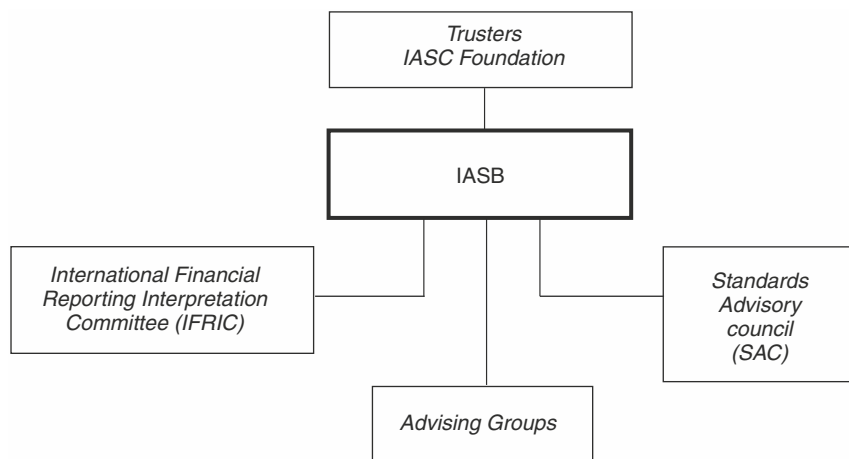 Trusters
IASC Foundation
IASB
International Financial
Reporting Interpretation
Committee (IFRIC)
Standards
Advisory
council
(SAC)
Advising Groups